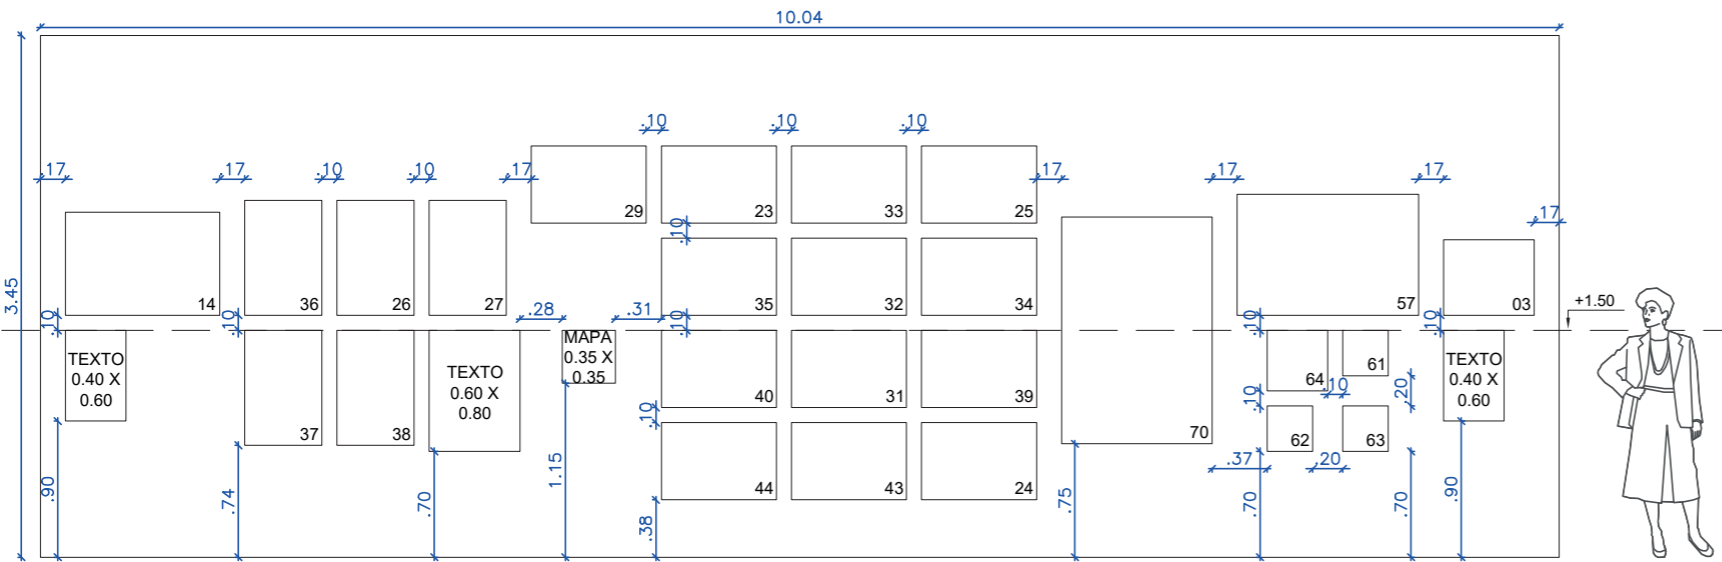 10.04
.10 .10 .10
.17 .17 .10 .10 .17 .17 .17 .17
29 23 33 25
.17
.10
3.45
14 36 26 27 35 32 34 57 03
+1.50
.28 .31
.10 .10 .10 .10 .10
TEXTO
0.40 X
0.60
TEXTO
0.60 X
0.80
MAPA
0.35 X
0.35
40 31 39
64 61
.10
.10 .20
TEXTO
0.40 X
0.60
.10
37 38
70 62 63
.37 .20
44 43 24
.90 .74 .70 1.15 .38 .75 .70 .70 .90